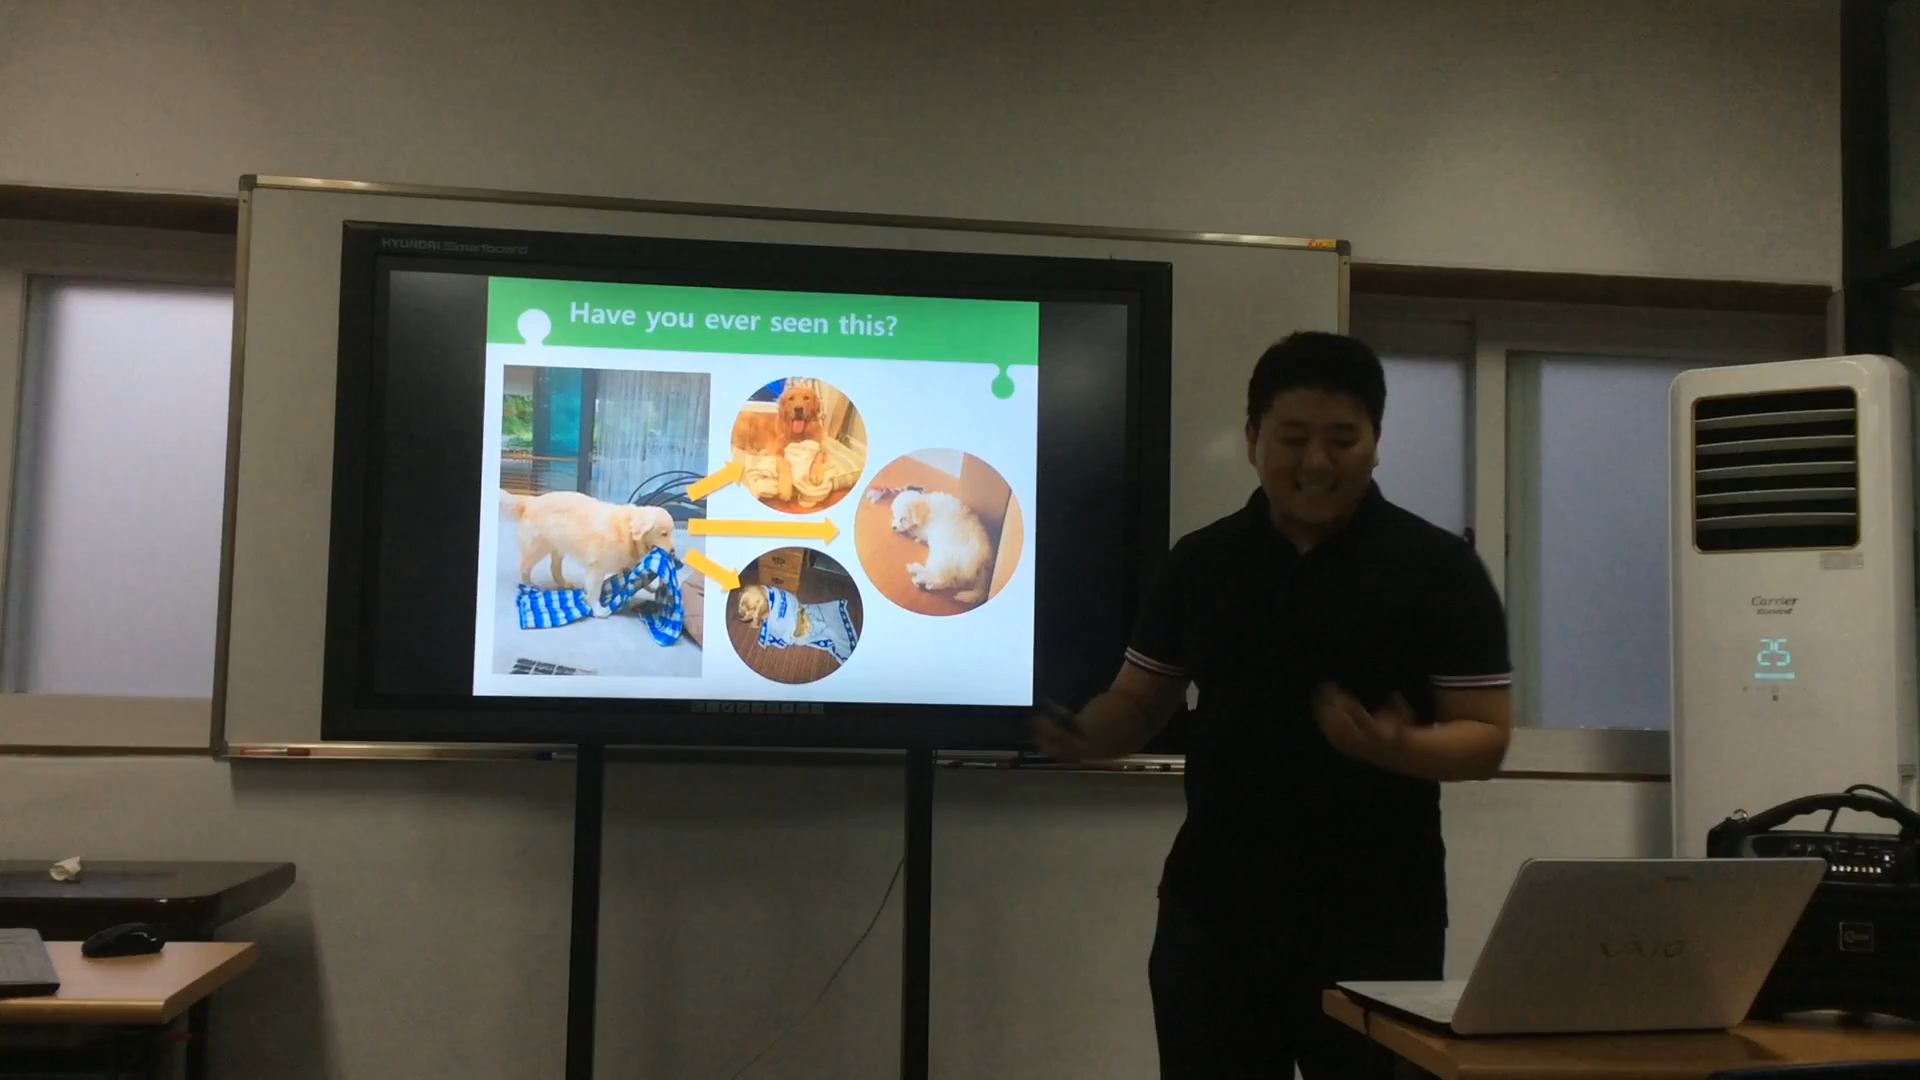 HYUNDAI Smartboard
Have you ever seen this?
Carrier
25
VAIO